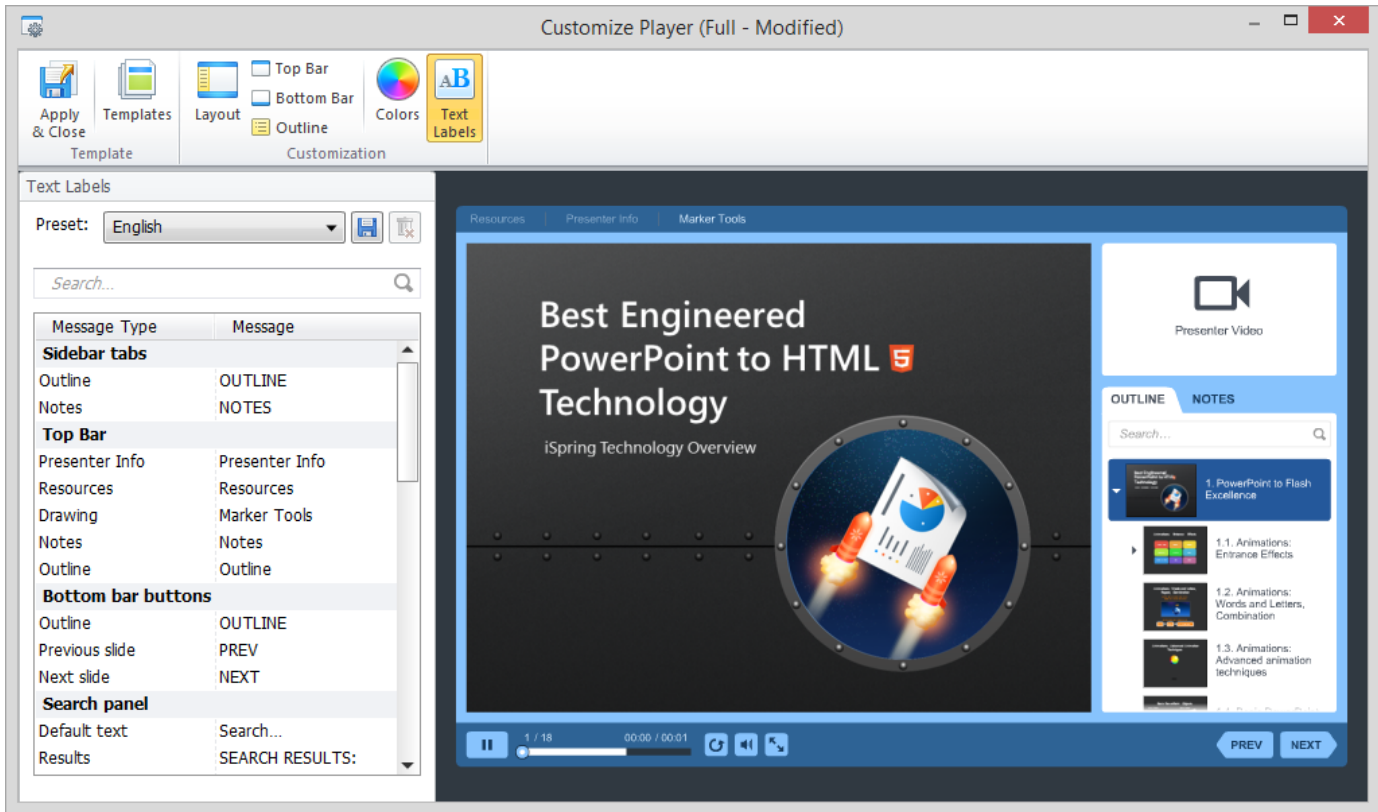 Customize Player (Full - Modified)
Apply & Close
Templates
Layout
Top Bar
Bottom Bar
Outline
Colors
Text Labels
AB
Template
Customization
Text Labels
Preset:
English
Search...
Message Type Message
Sidebar tabs
Outline OUTLINE
Notes NOTES
Top Bar
Presenter Info Presenter Info
Resources Resources
Drawing Marker Tools
Notes Notes
Outline Outline
Bottom bar buttons
Outline OUTLINE
Previous slide PREV
Next slide NEXT
Search panel
Default text Search...
Results SEARCH RESULTS:
Resources Presenter Info Marker Tools
Best Engineered
PowerPoint to HTML 5
Technology
iSpring Technology Overview
Presenter Video
OUTLINE NOTES
Search...
1. PowerPoint to Flash
Excellence
1.1. Animations:
Entrance Effects
1.2. Animations:
Words and Letters,
Combination
1.3. Animations:
Advanced animation
techniques
1 / 18 00:00 / 00:01
PREV NEXT